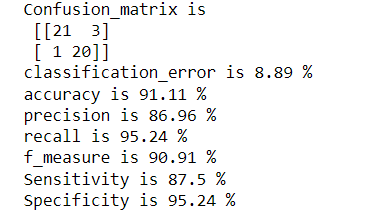 Confusion_matrix is
[[21  3]
[ 1 20]]
classification_error is 8.89 %
accuracy is 91.11 %
precision is 86.96 %
recall is 95.24 %
f_measure is 90.91 %
Sensitivity is 87.5 %
Specificity is 95.24 %